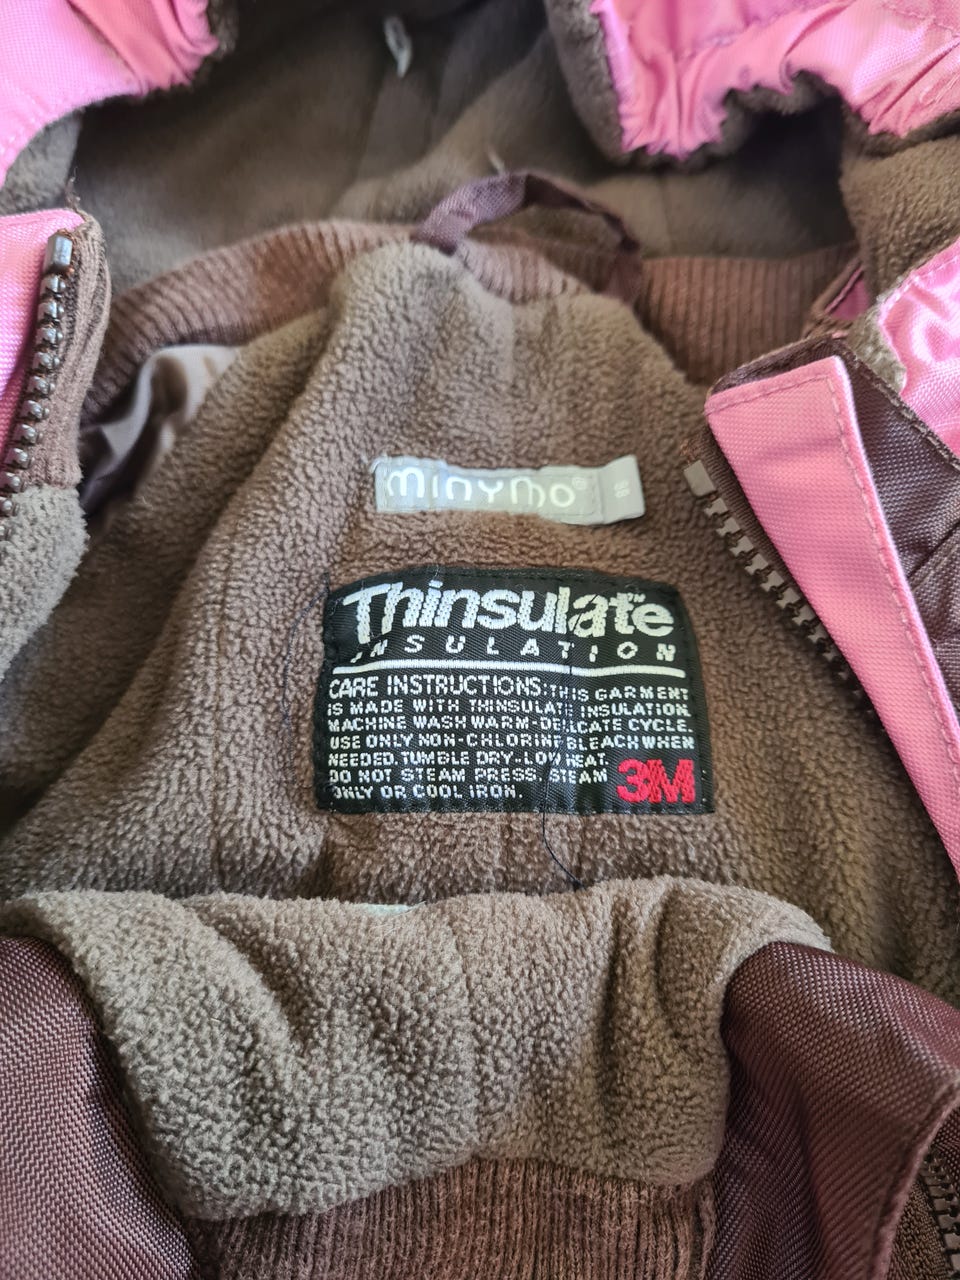 minymo®
Thinsulate™
INSULATION
CARE INSTRUCTIONS: THIS GARMENT
IS MADE WITH THINSULATE INSULATION.
MACHINE WASH WARM-DELICATE CYCLE.
USE ONLY NON-CHLORINE BLEACH WHEN
NEEDED. TUMBLE DRY-LOW HEAT.
DO NOT STEAM PRESS. STEAM
ONLY OR COOL IRON.
3M